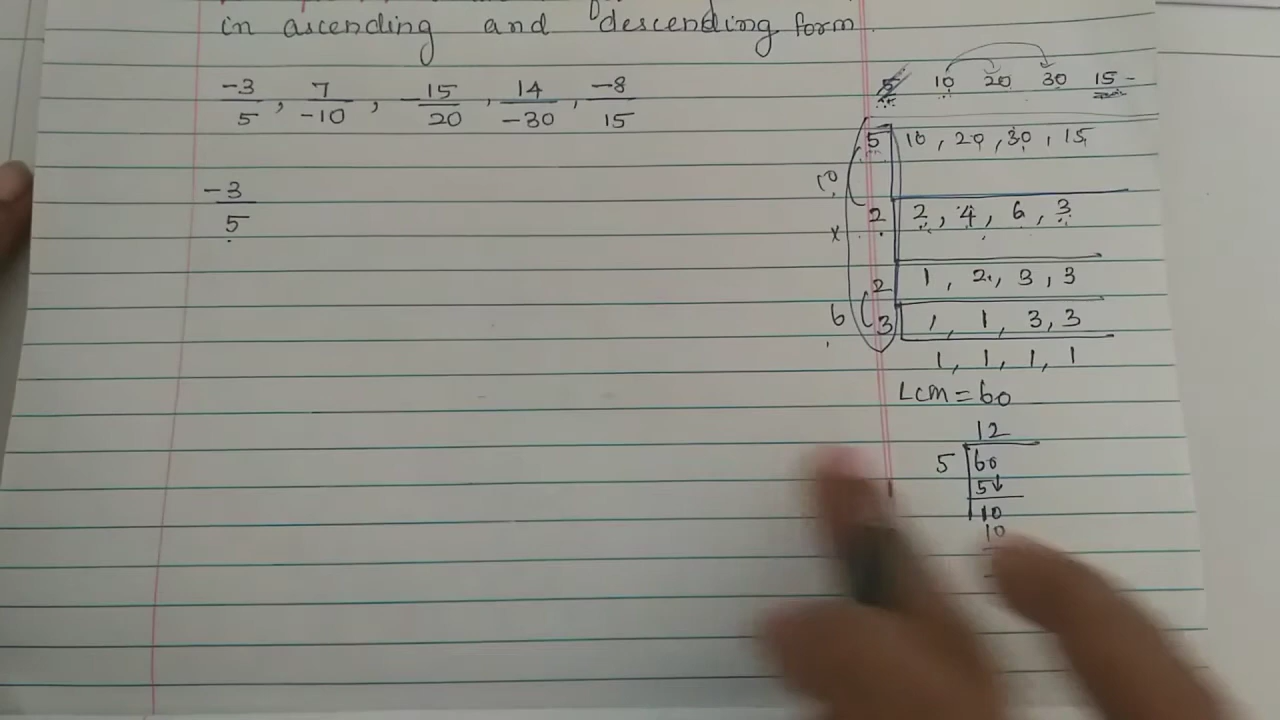 in ascending and descending form.
-3/5 , 7/-10 , -15/20 , 14/-30 , -8/15
-3/5
5 10 20 30 15 -
5 10 , 20 , 30 , 15
10
2 2 , 4 , 6 , 3
x
2 1 , 2 , 3 , 3
6 3 1 , 1 , 3 , 3
1 , 1 , 1 , 1
Lcm = 60
12
5 60
5↓
10
10